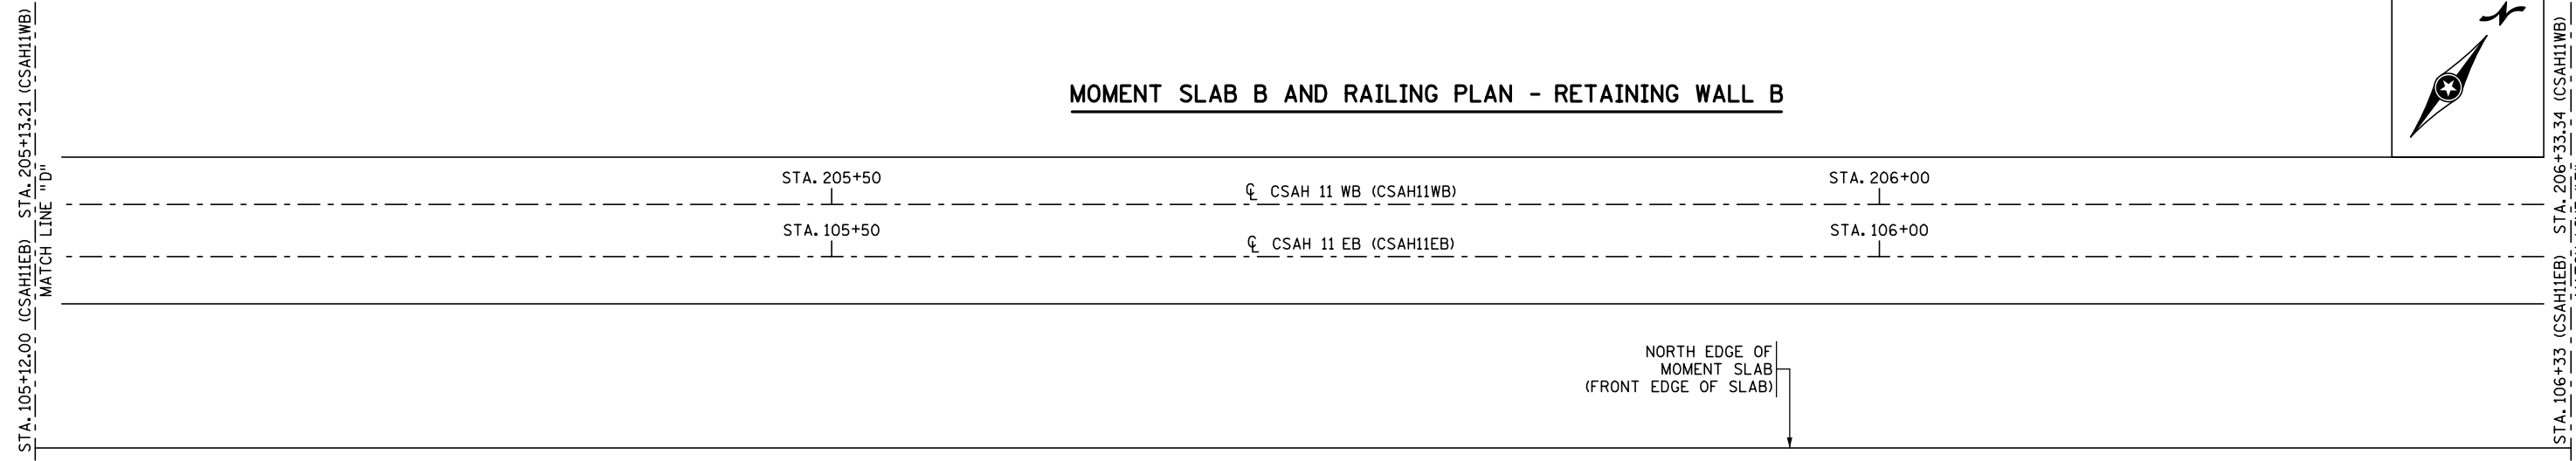 STA. 205+13.21 (CSAH11WB)
STA. 105+12.00 (CSAH11EB)
MATCH LINE "D"
MOMENT SLAB B AND RAILING PLAN - RETAINING WALL B
N
STA. 205+50
℄ CSAH 11 WB (CSAH11WB)
STA. 206+00
STA. 105+50
℄ CSAH 11 EB (CSAH11EB)
STA. 106+00
NORTH EDGE OF
MOMENT SLAB
(FRONT EDGE OF SLAB)
STA. 206+33.34 (CSAH11WB)
STA. 106+33 (CSAH11EB)